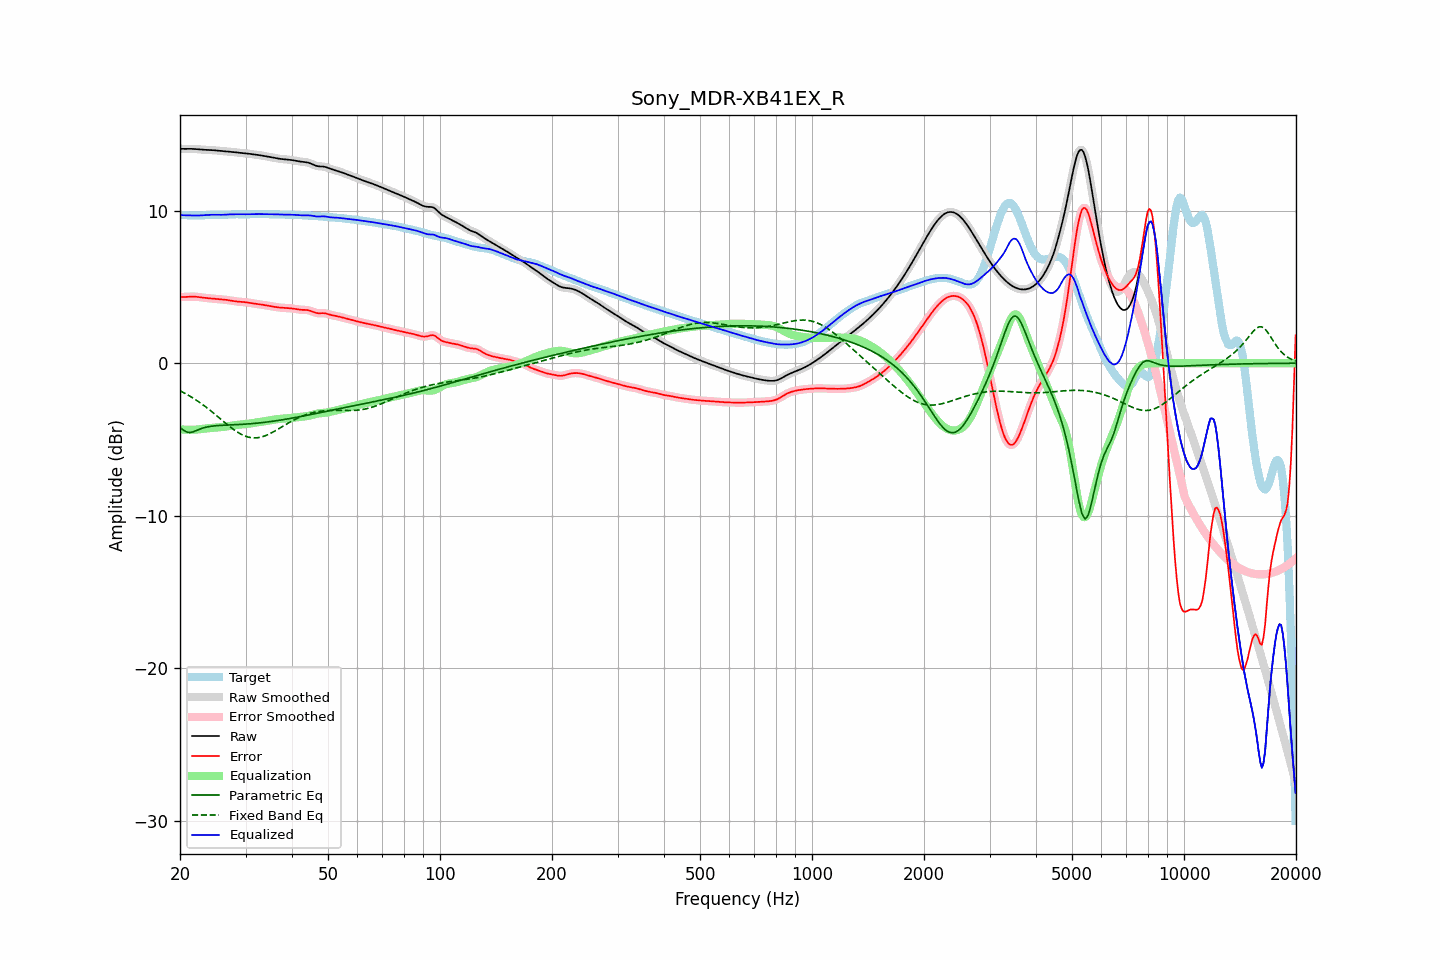 Sony_MDR-XB41EX_R
Amplitude (dBr)
10
0
−10
−20
−30
Target
Raw Smoothed
Error Smoothed
Raw
Error
Equalization
Parametric Eq
Fixed Band Eq
Equalized
20 50 100 200 500 1000 2000 5000 10000 20000
Frequency (Hz)